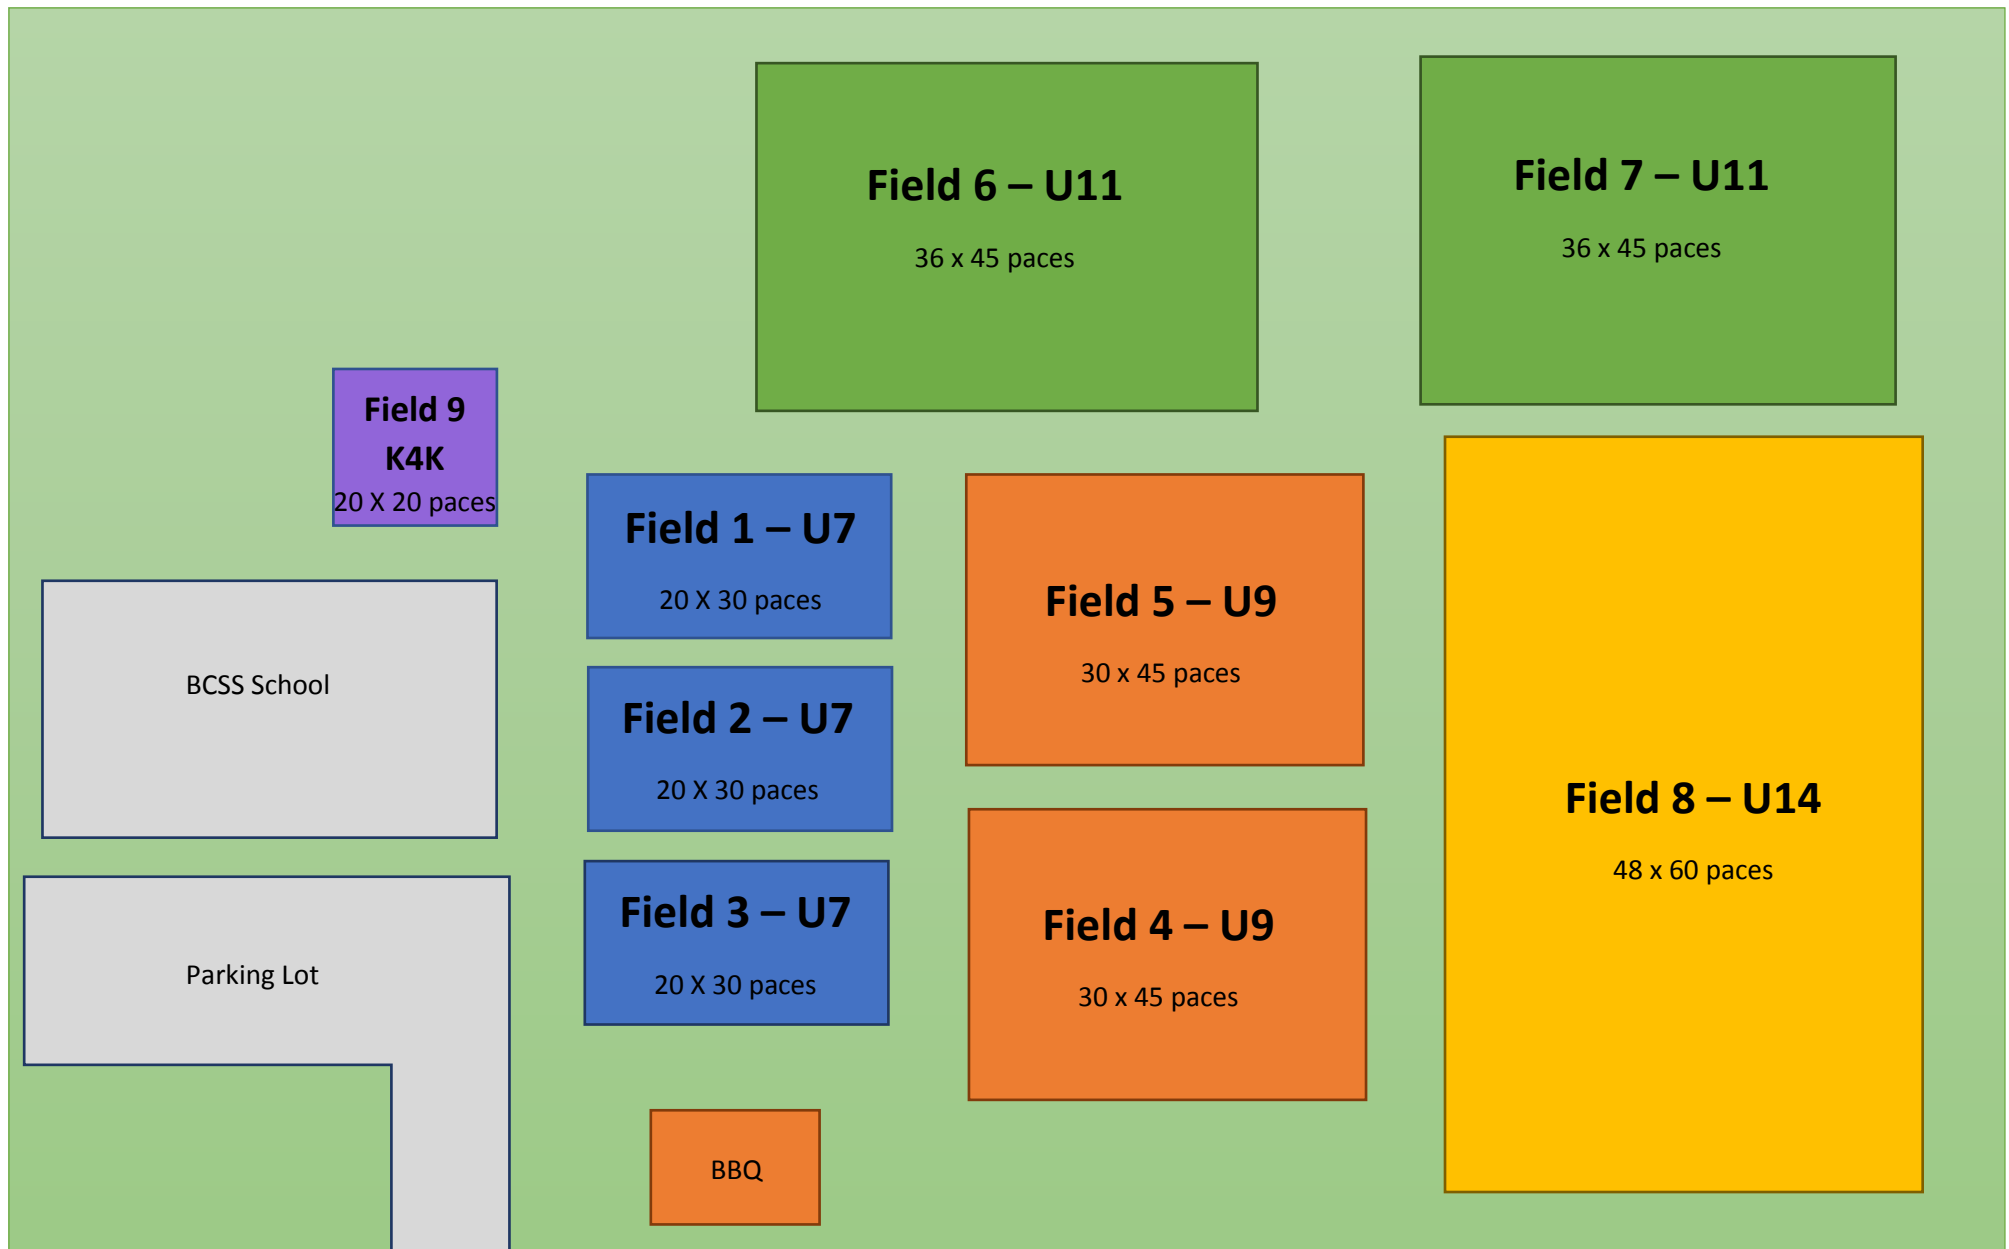 Field 6 – U11
36 x 45 paces
Field 7 – U11
36 x 45 paces
Field 9
K4K
20 X 20 paces
Field 1 – U7
20 X 30 paces
Field 5 – U9
30 x 45 paces
BCSS School
Field 2 – U7
20 X 30 paces
Field 8 – U14
48 x 60 paces
Field 3 – U7
20 X 30 paces
Field 4 – U9
30 x 45 paces
Parking Lot
BBQ